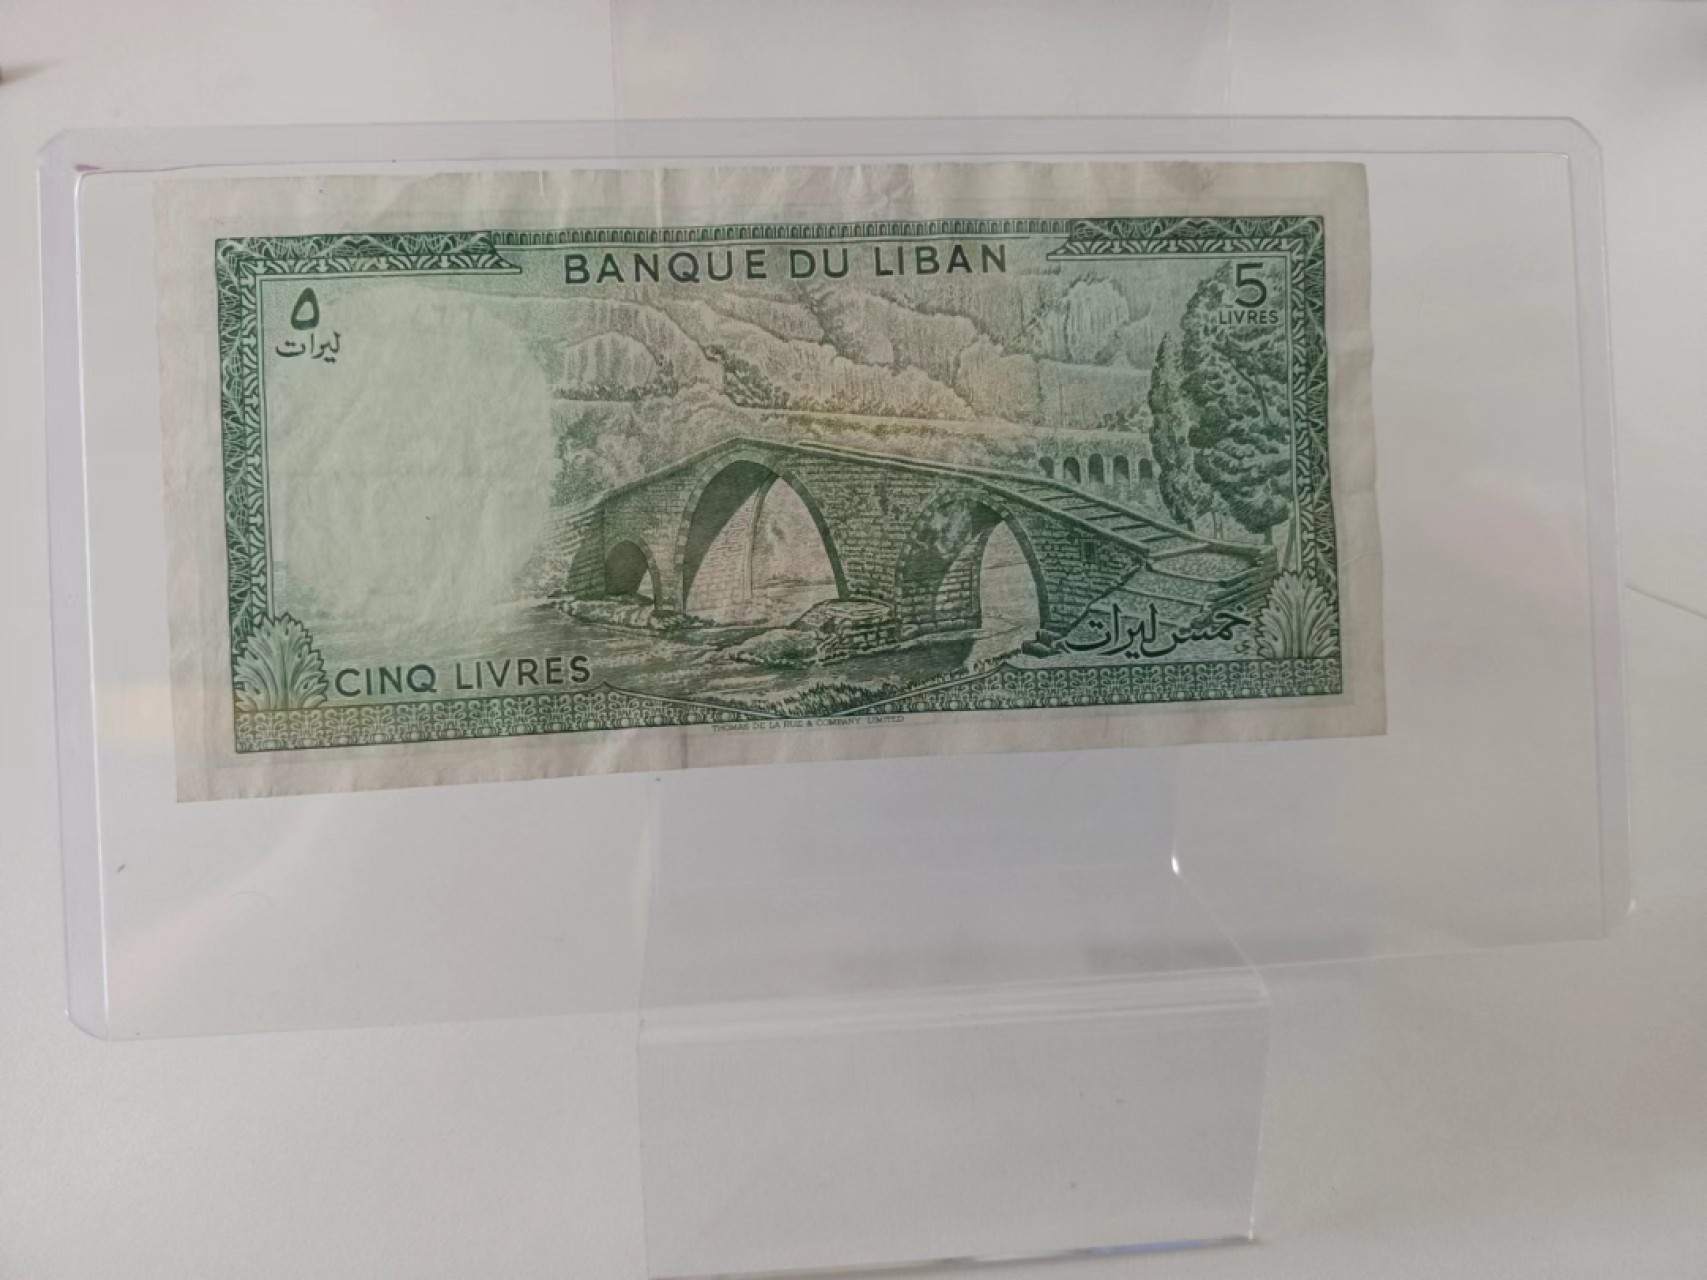 BANQUE DU LIBAN
٥
ليرات
5
LIVRES
CINQ LIVRES
خمس ليرات
THOMAS DE LA RUE & COMPANY LIMITED